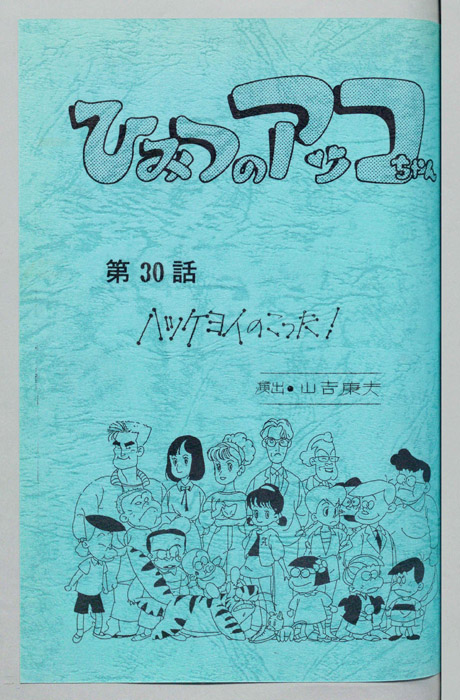 ひみつのアッコちゃん
第30話
ハッケヨイのこった!
演出●山吉康夫